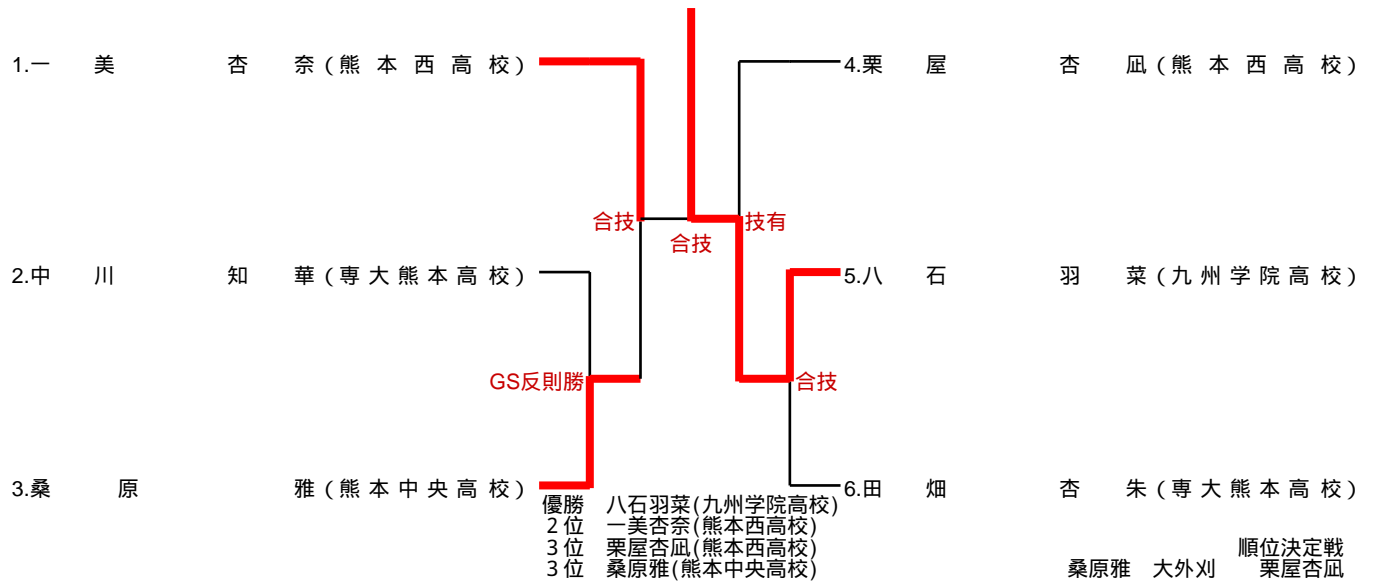 1.一美 杏奈(熊本西高校)
4.栗屋 杏凪(熊本西高校)
合技
合技
技有
2.中川 知華(専大熊本高校)
5.八石 羽菜(九州学院高校)
GS反則勝
合技
3.桑原 雅(熊本中央高校)
6.田畑 杏朱(専大熊本高校)
優勝 八石羽菜(九州学院高校)
2位 一美杏奈(熊本西高校)
3位 栗屋杏凪(熊本西高校)
3位 桑原雅(熊本中央高校)
順位決定戦
桑原雅 大外刈 栗屋杏凪